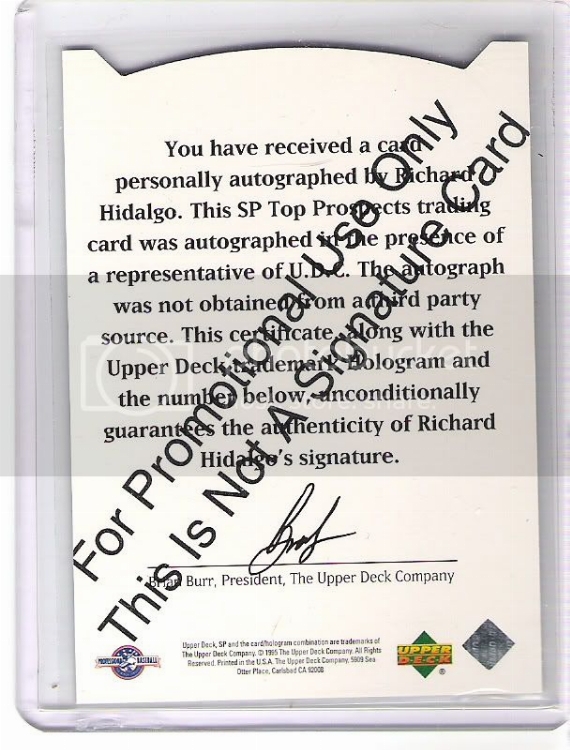 For Promotional Use Only
This Is Not A Signature Card
You have received a card
personally autographed by Richard
Hidalgo. This SP Top Prospects trading
card was autographed in the presence of
a representative of U.D.C. The autograph
was not obtained from a third party
source. This certificate, along with the
Upper Deck trademark Hologram and
the number below, unconditionally
guarantees the authenticity of Richard
Hidalgo's signature.
Brian Burr, President, The Upper Deck Company
Upper Deck, SP and the card/hologram combination are trademarks of
The Upper Deck Company. © 1995 The Upper Deck Company. All Rights
Reserved. Printed in the U.S.A. The Upper Deck Company, 5909 Sea
Otter Place, Carlsbad CA 92008
PROFESSIONAL BASEBALL
UPPER
DECK
®